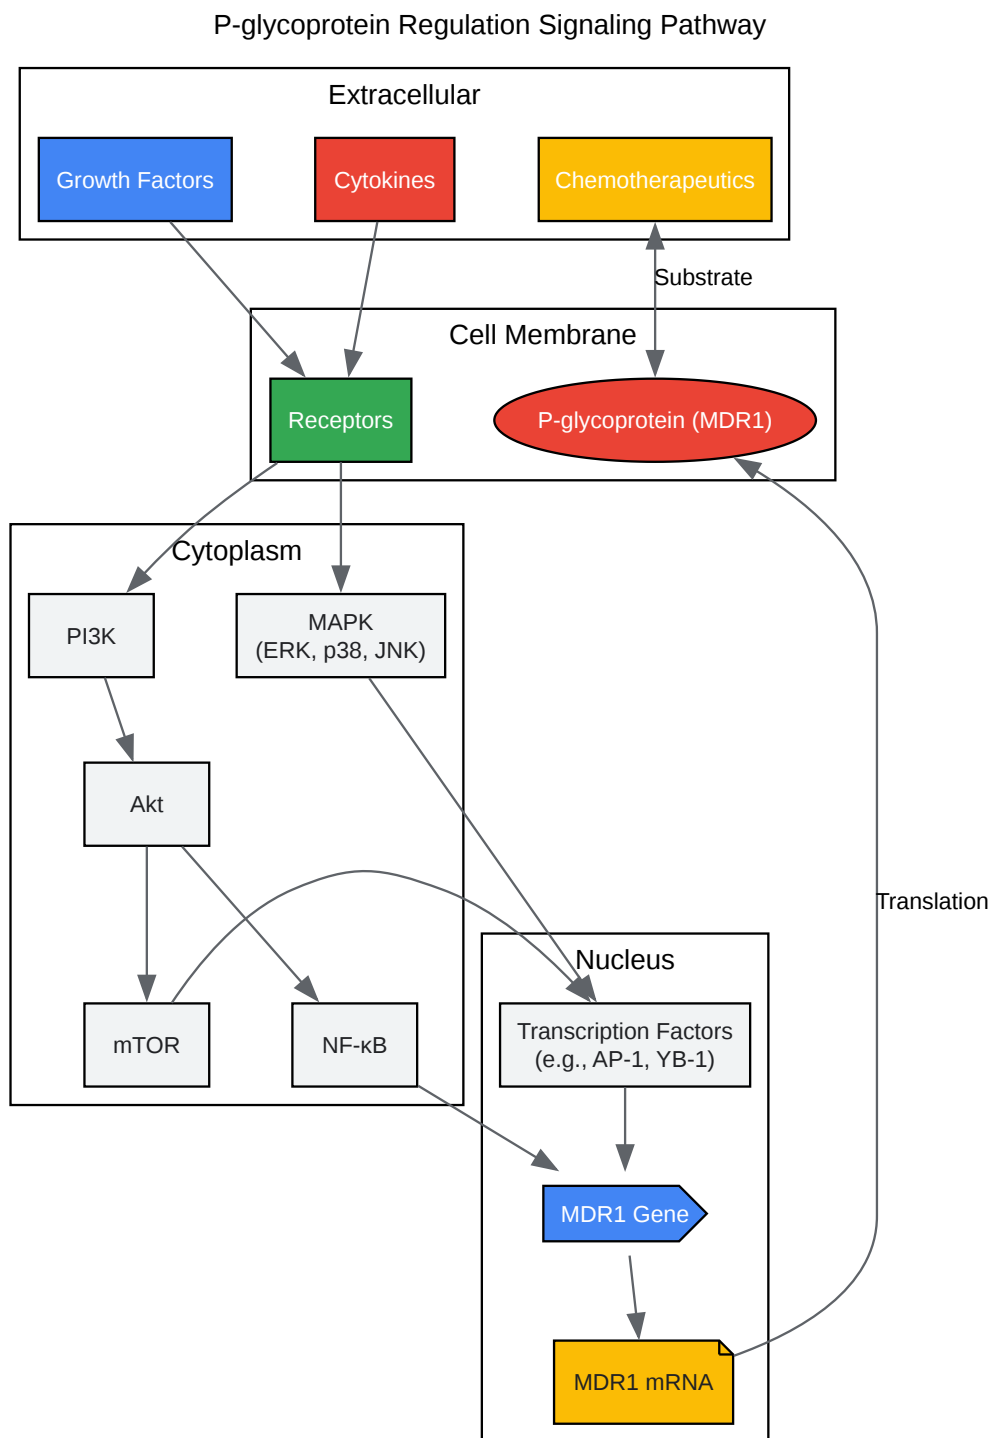 P-glycoprotein Regulation Signaling Pathway
Extracellular
Growth Factors
Cytokines
Chemotherapeutics
Substrate
Cell Membrane
Receptors
P-glycoprotein (MDR1)
Cytoplasm
PI3K
MAPK
(ERK, p38, JNK)
Akt
Translation
Nucleus
mTOR
NF-κB
Transcription Factors
(e.g., AP-1, YB-1)
MDR1 Gene
MDR1 mRNA